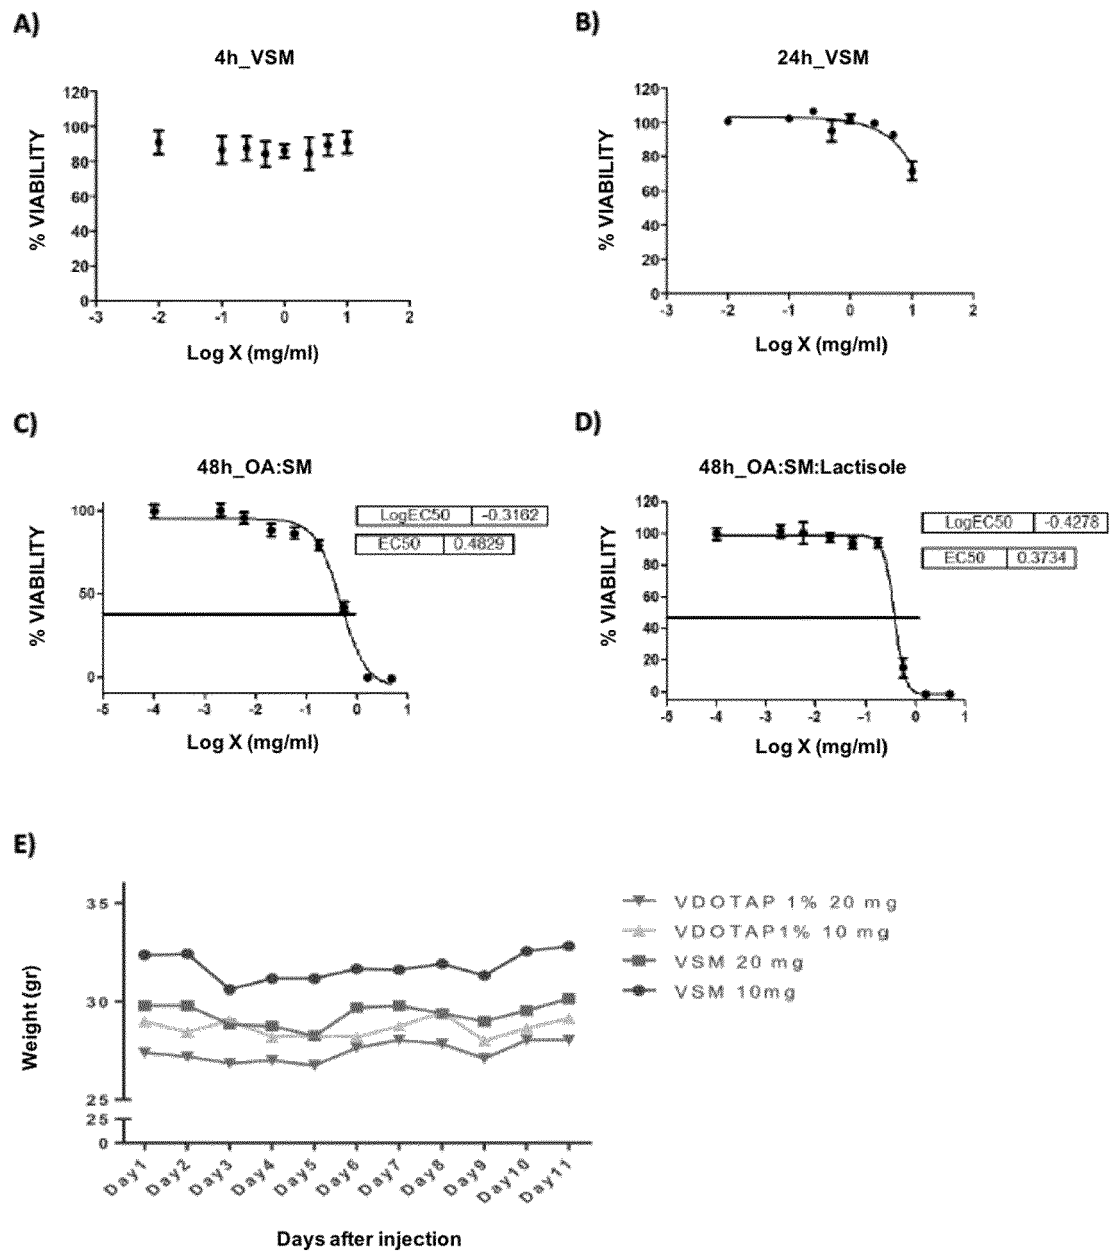 A)
4h_VSM
% VIABILITY
120
100
80
60
40
20
0
-3 -2 -1 0 1 2
Log X (mg/ml)
B)
24h_VSM
% VIABILITY
120
100
80
60
40
20
0
-3 -2 -1 0 1 2
Log X (mg/ml)
C)
48h_OA:SM
% VIABILITY
100
50
0
-5 -4 -3 -2 -1 0 1
Log X (mg/ml)
LogEC50 -0.3162
EC50 0.4829
D)
48h_OA:SM:Lactisole
% VIABILITY
120
100
80
60
40
20
0
-5 -4 -3 -2 -1 0 1
Log X (mg/ml)
LogEC50 -0.4278
EC50 0.3734
E)
Weight (gr)
35
30
25
25
0
Day1 Day2 Day3 Day4 Day5 Day6 Day7 Day8 Day9 Day10 Day11
Days after injection
VDOTAP 1% 20 mg
VDOTAP1% 10 mg
VSM 20 mg
VSM 10mg